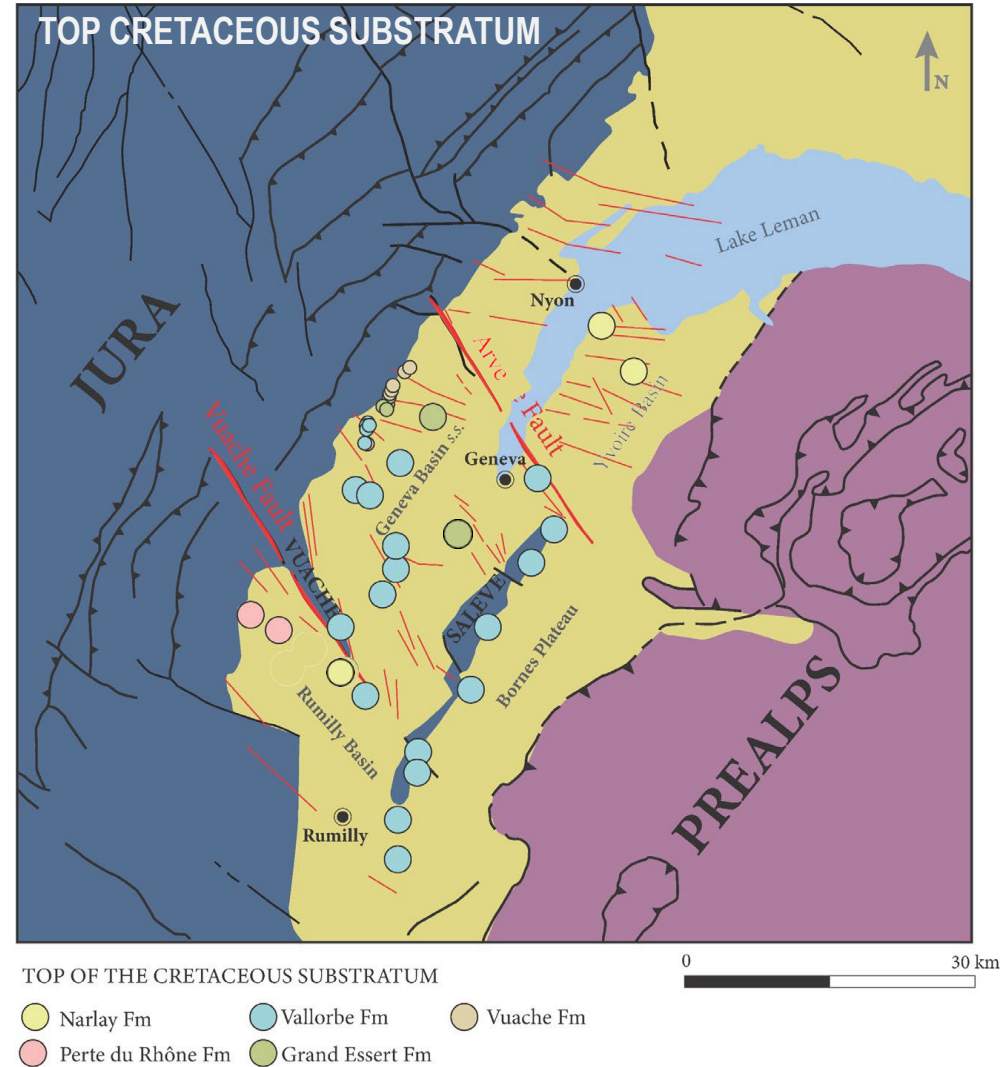 TOP CRETACEOUS SUBSTRATUM
N
Lake Leman
Nyon
JURA
Arve
Fault
Yvoire Basin
Vuache Fault
Geneva Basin s.s.
Geneva
VUACHE
SALEVE
Bornes Plateau
Rumilly Basin
PREALPS
Rumilly
TOP OF THE CRETACEOUS SUBSTRATUM
0 30 km
Narlay Fm
Vallorbe Fm
Vuache Fm
Perte du Rhône Fm
Grand Essert Fm